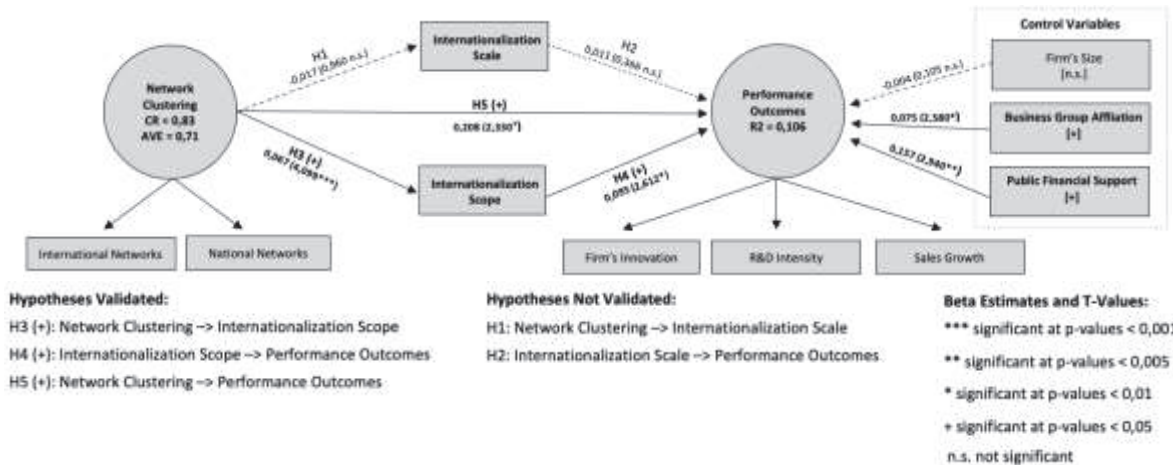 Control Variables
Firm's Size
[n.s.]
Business Group Affliation
[+]
Public Financial Support
[+]
Internationalization
Scale
H1
-0,017 (0,960 n.s.)
H2
0,011 (0,366 n.s.)
-0,004 (0,105 n.s.)
0,075 (2,580*)
0,157 (2,940**)
Network
Clustering
CR = 0,83
AVE = 0,71
H5 (+)
0,208 (2,330⁺)
Performance
Outcomes
R2 = 0,106
H3 (+)
0,067 (4,099***)
Internationalization
Scope
H4 (+)
(2,612*)
International Networks
National Networks
Firm's Innovation
R&D Intensity
Sales Growth
Hypotheses Validated:
H3 (+): Network Clustering –> Internationalization Scope
H4 (+): Internationalization Scope –> Performance Outcomes
H5 (+): Network Clustering –> Performance Outcomes
Hypotheses Not Validated:
H1: Network Clustering –> Internationalization Scale
H2: Internationalization Scale –> Performance Outcomes
Beta Estimates and T-Values:
*** significant at p-values < 0,001
** significant at p-values < 0,005
* significant at p-values < 0,01
+ significant at p-values < 0,05
n.s. not significant